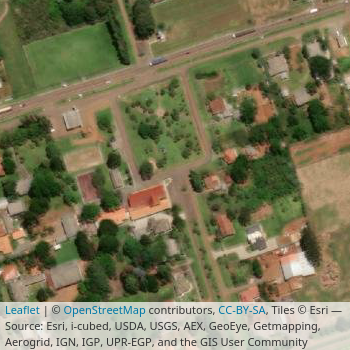 Leaflet | © OpenStreetMap contributors, CC-BY-SA, Tiles © Esri —
Source: Esri, i-cubed, USDA, USGS, AEX, GeoEye, Getmapping,
Aerogrid, IGN, IGP, UPR-EGP, and the GIS User Community